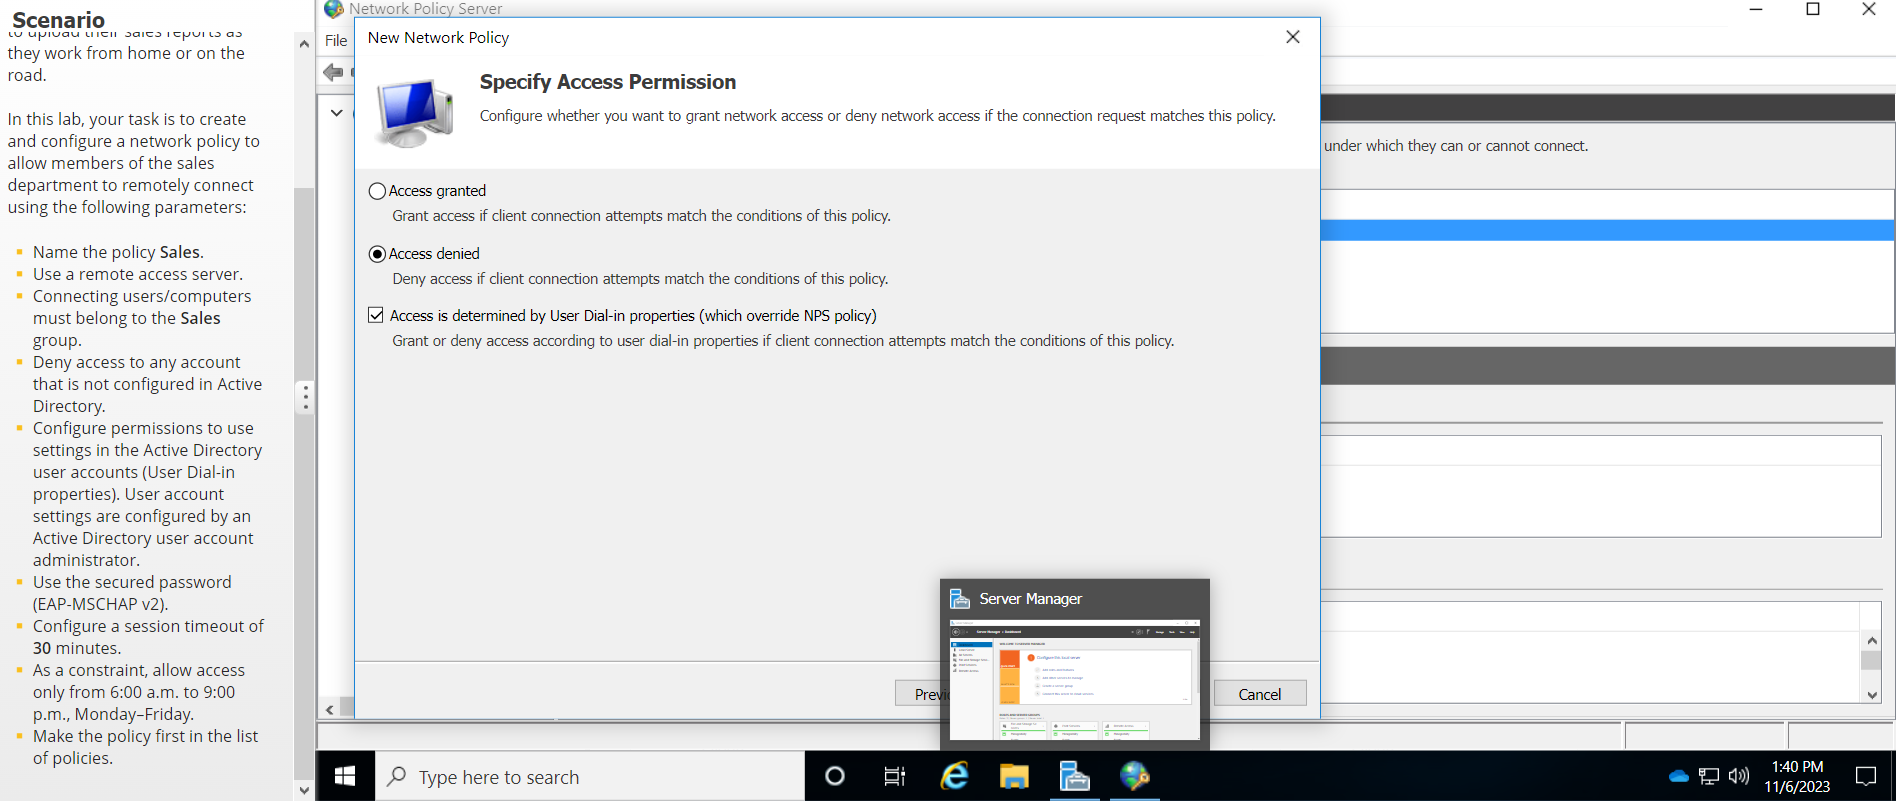 Scenario
to upload their sales reports as
they work from home or on the
road.
In this lab, your task is to create
and configure a network policy to
allow members of the sales
department to remotely connect
using the following parameters:
Name the policy Sales.
Use a remote access server.
Connecting users/computers
must belong to the Sales
group.
Deny access to any account
that is not configured in Active
Directory.
Configure permissions to use
settings in the Active Directory
user accounts (User Dial-in
properties). User account
settings are configured by an
Active Directory user account
administrator.
Use the secured password
(EAP-MSCHAP v2).
Configure a session timeout of
30 minutes.
As a constraint, allow access
only from 6:00 a.m. to 9:00
p.m., Monday–Friday.
Make the policy first in the list
of policies.
Network Policy Server
File
New Network Policy
Specify Access Permission
Configure whether you want to grant network access or deny network access if the connection request matches this policy.
under which they can or cannot connect.
Access granted
Grant access if client connection attempts match the conditions of this policy.
Access denied
Deny access if client connection attempts match the conditions of this policy.
Access is determined by User Dial-in properties (which override NPS policy)
Grant or deny access according to user dial-in properties if client connection attempts match the conditions of this policy.
Server Manager
Previ
Cancel
Type here to search
1:40 PM
11/6/2023